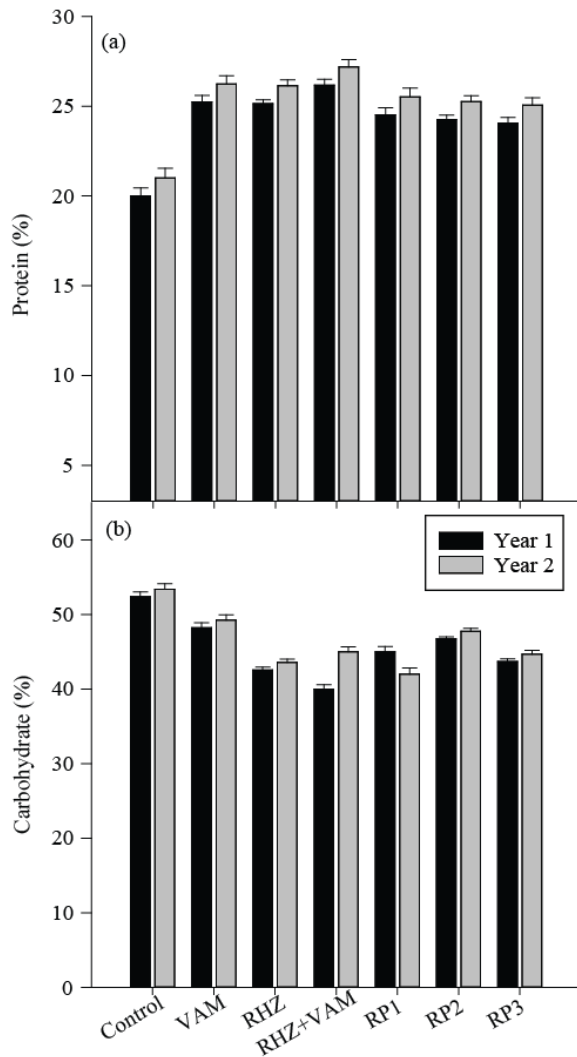 (a)
30
25
20
15
10
5
Protein (%)
(b)
Year 1
Year 2
60
50
40
30
20
10
0
Carbohydrate (%)
Control
VAM
RHZ
RHZ+VAM
RP1
RP2
RP3